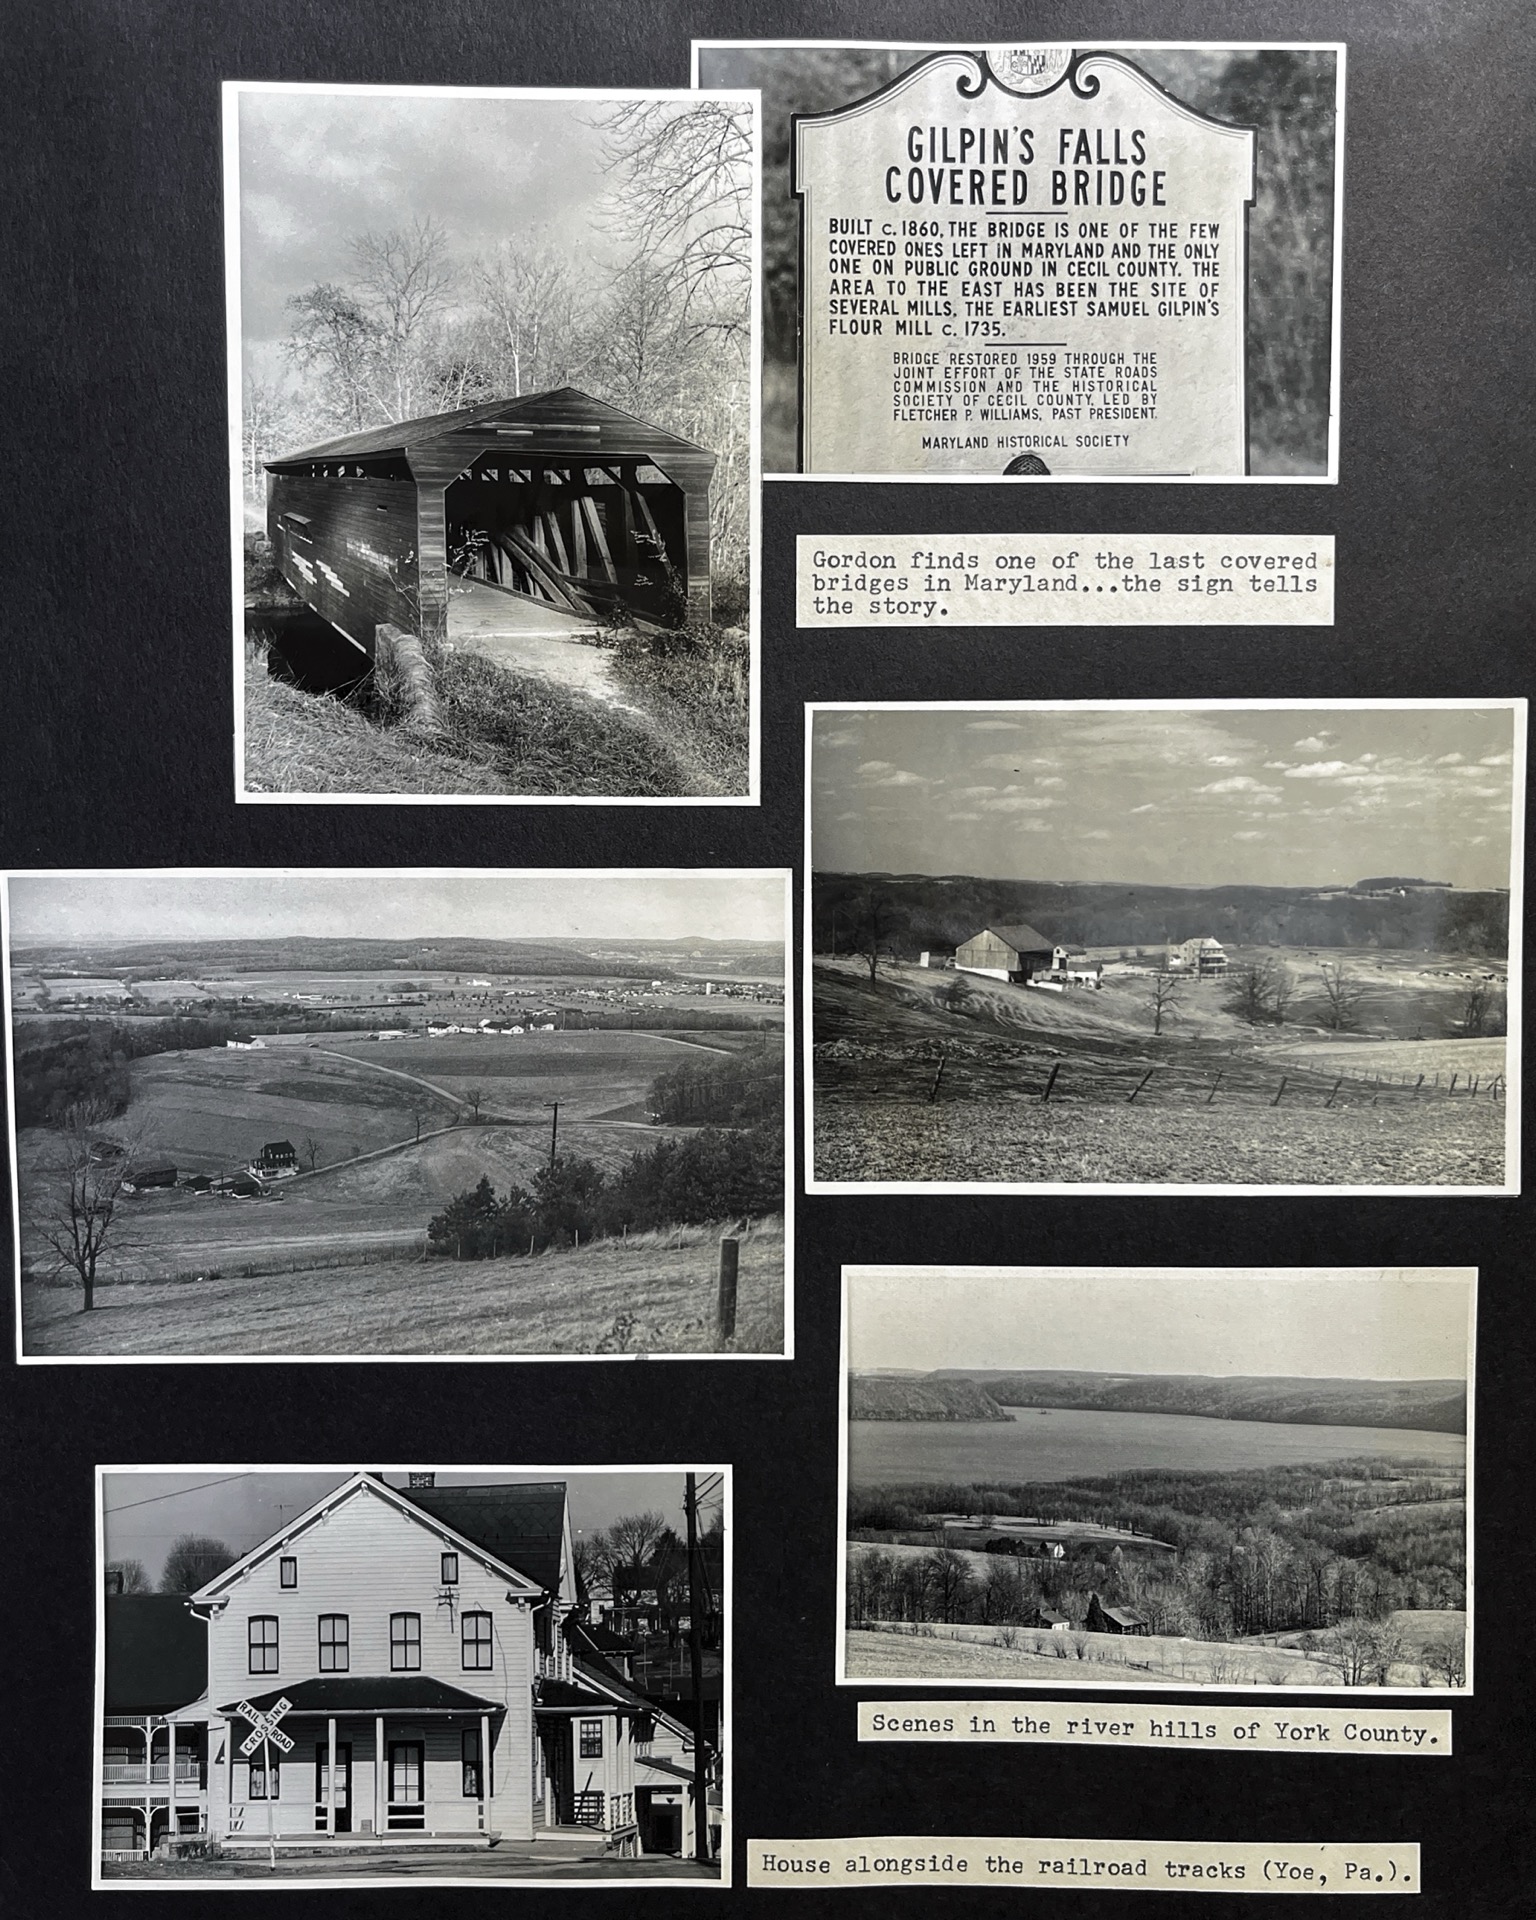 GILPIN'S FALLS
COVERED BRIDGE
BUILT c. 1860, THE BRIDGE IS ONE OF THE FEW
COVERED ONES LEFT IN MARYLAND AND THE ONLY
ONE ON PUBLIC GROUND IN CECIL COUNTY. THE
AREA TO THE EAST HAS BEEN THE SITE OF
SEVERAL MILLS, THE EARLIEST SAMUEL GILPIN'S
FLOUR MILL c. 1735.
BRIDGE RESTORED 1959 THROUGH THE
JOINT EFFORT OF THE STATE ROADS
COMMISSION AND THE HISTORICAL
SOCIETY OF CECIL COUNTY, LED BY
FLETCHER P. WILLIAMS, PAST PRESIDENT.
MARYLAND HISTORICAL SOCIETY
Gordon finds one of the last covered
bridges in Maryland...the sign tells
the story.
Scenes in the river hills of York County.
RAIL ROAD
CROSSING
House alongside the railroad tracks (Yoe, Pa.).